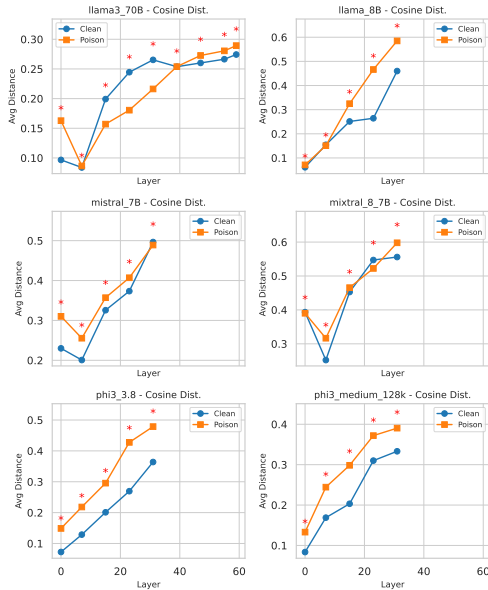 llama3_70B - Cosine Dist.
Avg Distance
0.30
0.25
0.20
0.15
0.10
Clean
Poison
* * * * * * * * *
Layer
llama_8B - Cosine Dist.
Avg Distance
0.6
0.5
0.4
0.3
0.2
0.1
Clean
Poison
* * * * *
Layer
mistral_7B - Cosine Dist.
Avg Distance
0.5
0.4
0.3
0.2
Clean
Poison
* * * * *
Layer
mixtral_8_7B - Cosine Dist.
Avg Distance
0.6
0.5
0.4
0.3
Clean
Poison
* * * * *
Layer
phi3_3.8 - Cosine Dist.
Avg Distance
0.5
0.4
0.3
0.2
0.1
Clean
Poison
* * * * *
0 20 40 60
Layer
phi3_medium_128k - Cosine Dist.
Avg Distance
0.4
0.3
0.2
0.1
Clean
Poison
* * * * *
0 20 40 60
Layer